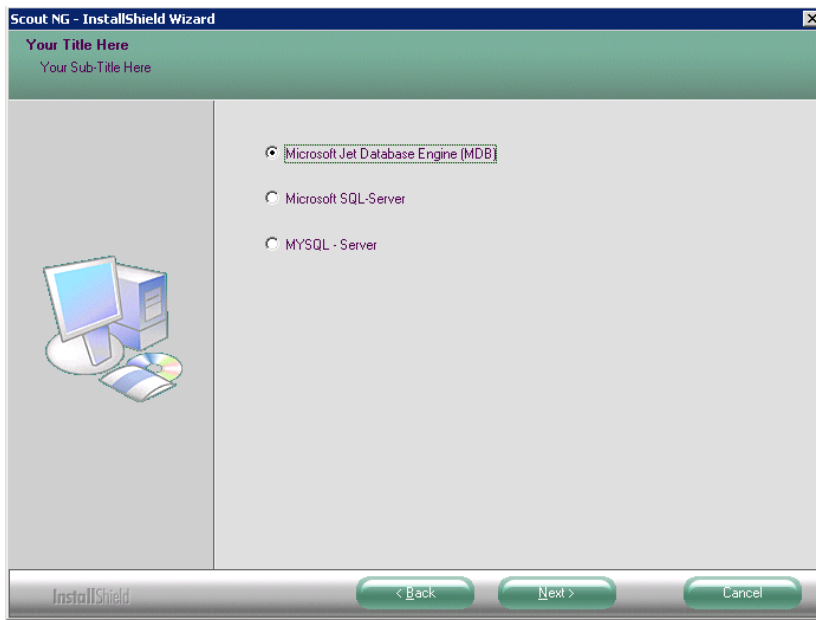 Scout NG - InstallShield Wizard
Your Title Here
Your Sub-Title Here
Microsoft Jet Database Engine (MDB)
Microsoft SQL-Server
MYSQL - Server
InstallShield
< Back
Next >
Cancel